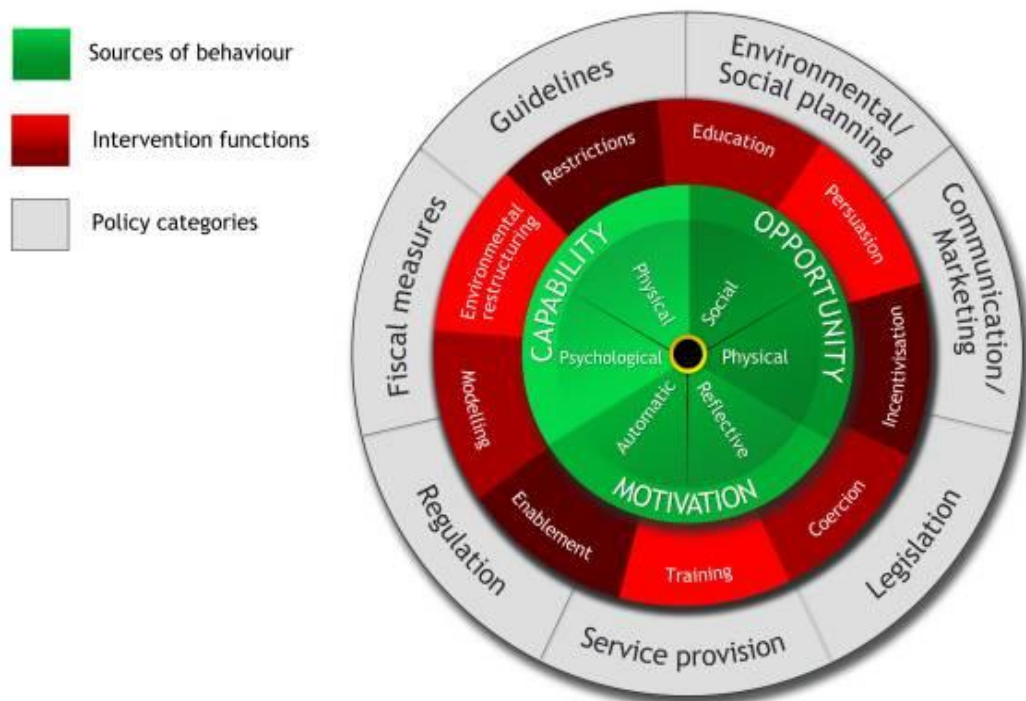 Sources of behaviour
Intervention functions
Policy categories
Guidelines
Environmental/
Social planning
Communication/
Marketing
Legislation
Service provision
Regulation
Fiscal measures
Restrictions
Education
Persuasion
Incentivisation
Coercion
Training
Enablement
Modelling
Environmental
restructuring
CAPABILITY
OPPORTUNITY
MOTIVATION
Physical
Social
Physical
Reflective
Automatic
Psychological